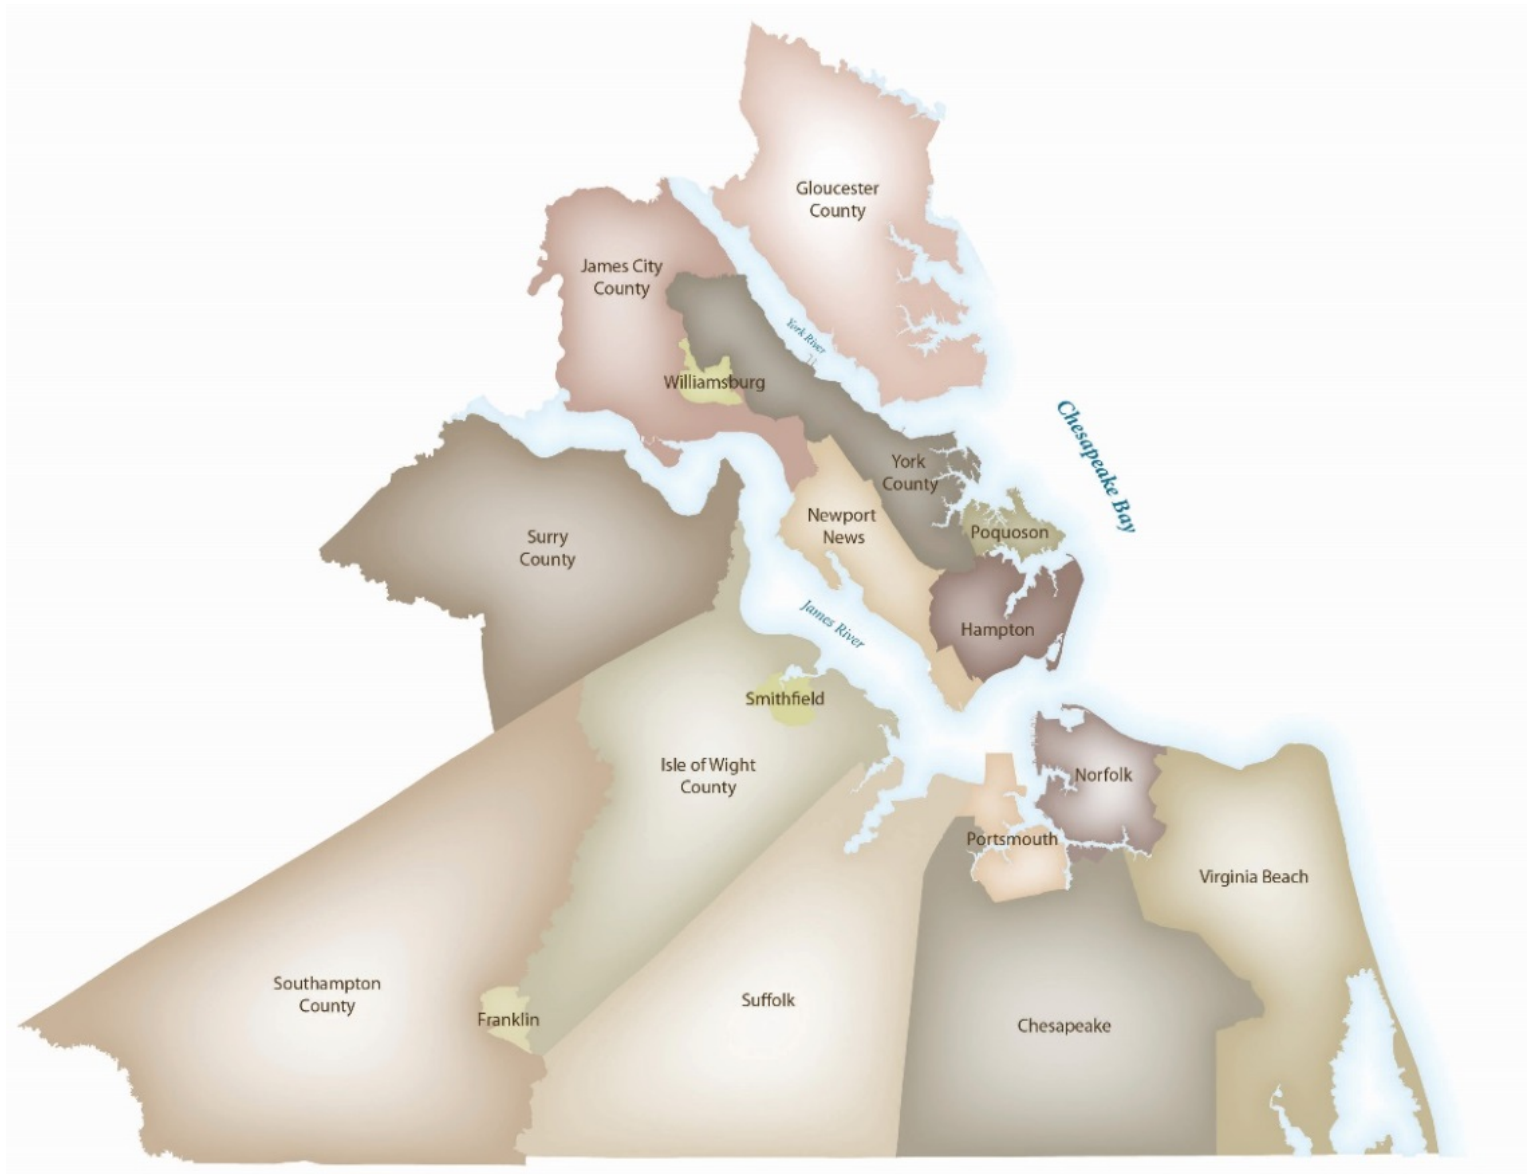 Gloucester
County
James City
County
York River
Williamsburg
Chesapeake Bay
York
County
Newport
News
Poquoson
Surry
County
James River
Hampton
Smithfield
Isle of Wight
County
Norfolk
Portsmouth
Virginia Beach
Southampton
County
Suffolk
Franklin
Chesapeake